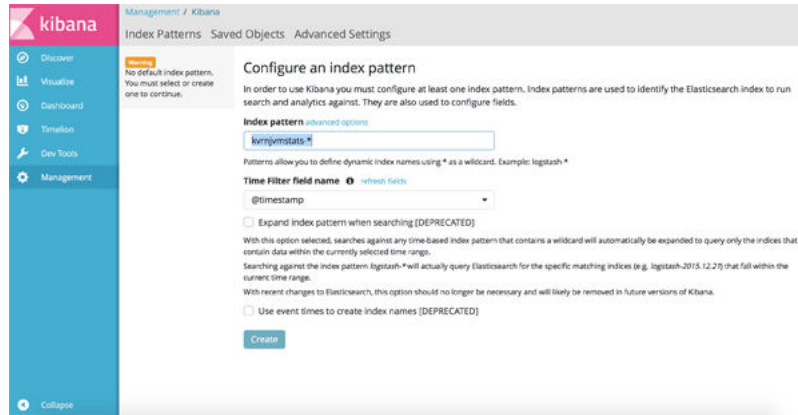 kibana
Discover
Visualize
Dashboard
Timelion
Dev Tools
Management
Collapse
Management / Kibana
Index Patterns Saved Objects Advanced Settings
Warning
No default index pattern.
You must select or create
one to continue.
Configure an index pattern
In order to use Kibana you must configure at least one index pattern. Index patterns are used to identify the Elasticsearch index to run
search and analytics against. They are also used to configure fields.
Index pattern advanced options
kvrnjvmstats-*
Patterns allow you to define dynamic index names using * as a wildcard. Example: logstash-*
Time Filter field name refresh fields
@timestamp
Expand index pattern when searching [DEPRECATED]
With this option selected, searches against any time-based index pattern that contains a wildcard will automatically be expanded to query only the indices that
contain data within the currently selected time range.
Searching against the index pattern logstash-* will actually query Elasticsearch for the specific matching indices (e.g. logstash-2015.12.21) that fall within the
current time range.
With recent changes to Elasticsearch, this option should no longer be necessary and will likely be removed in future versions of Kibana.
Use event times to create index names [DEPRECATED]
Create